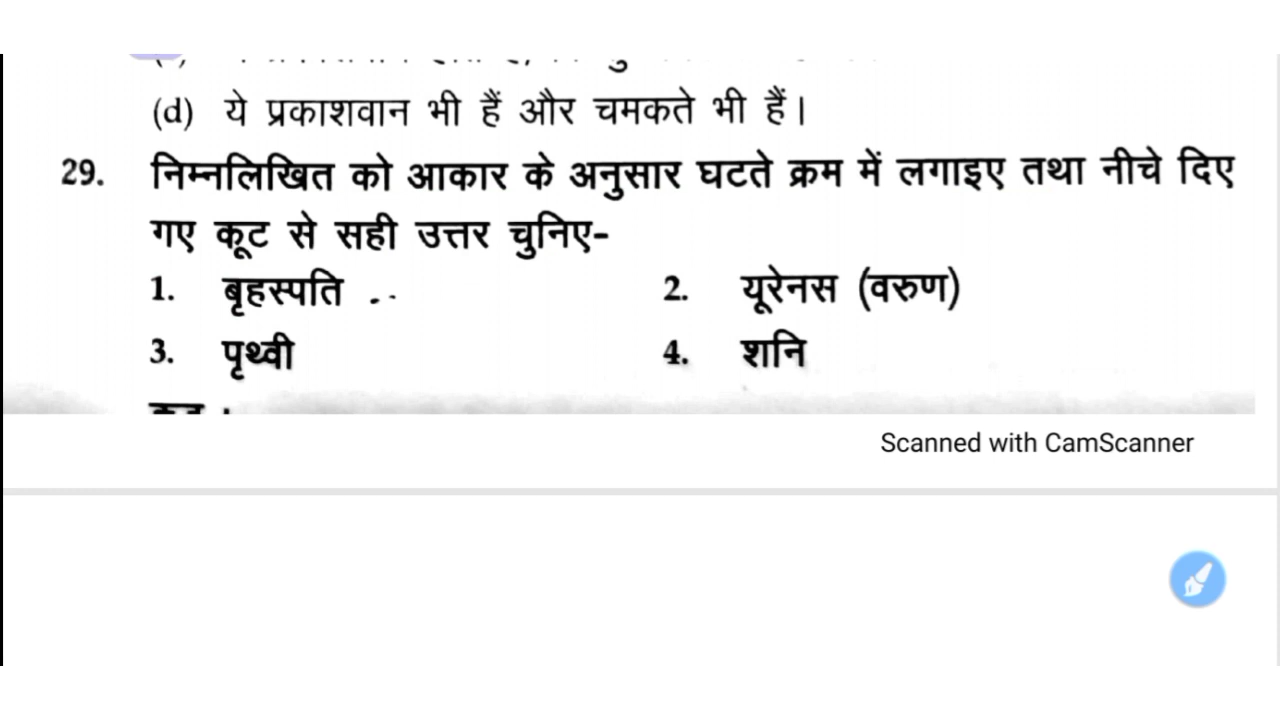 (d) ये प्रकाशवान भी हैं और चमकते भी हैं।
29. निम्नलिखित को आकार के अनुसार घटते क्रम में लगाइए तथा नीचे दिए
गए कूट से सही उत्तर चुनिए-
1. बृहस्पति 2. यूरेनस (वरुण)
3. पृथ्वी 4. शनि
Scanned with CamScanner